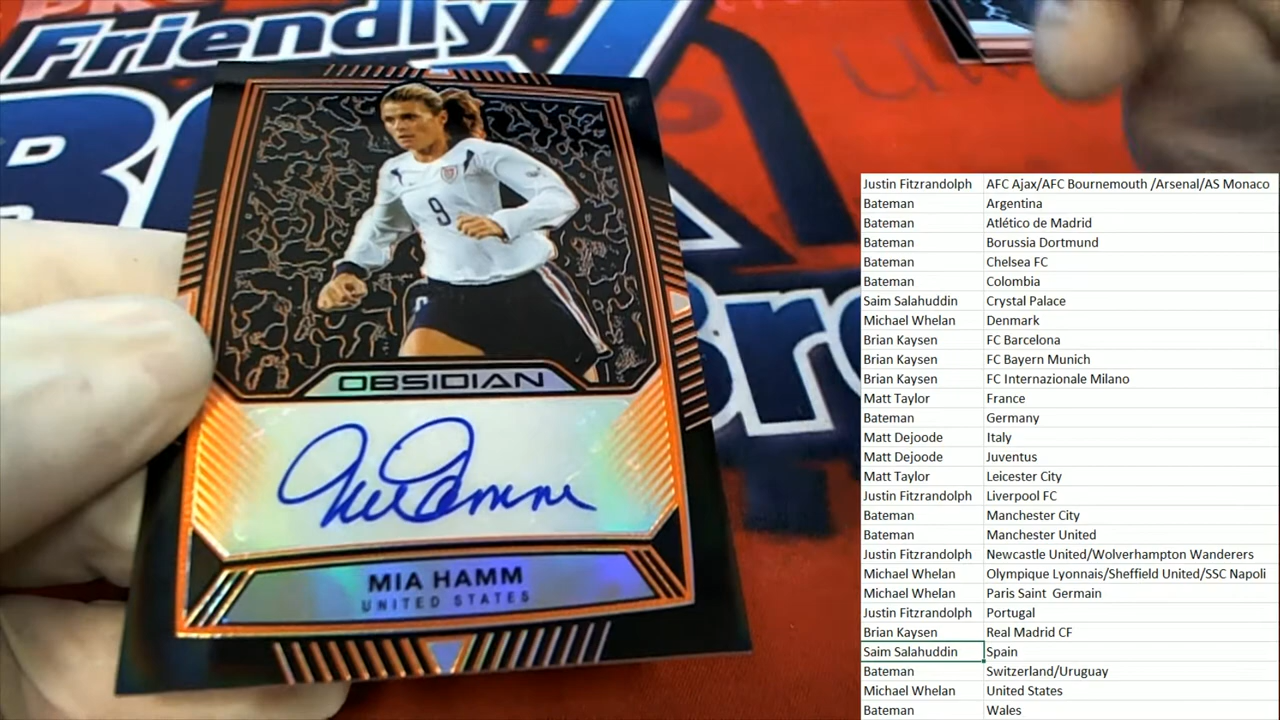 Friendly
9
OBSIDIAN
MIA HAMM
UNITED STATES
Justin Fitzrandolph AFC Ajax/AFC Bournemouth /Arsenal/AS Monaco
Bateman Argentina
Bateman Atlético de Madrid
Bateman Borussia Dortmund
Bateman Chelsea FC
Bateman Colombia
Saim Salahuddin Crystal Palace
Michael Whelan Denmark
Brian Kaysen FC Barcelona
Brian Kaysen FC Bayern Munich
Brian Kaysen FC Internazionale Milano
Matt Taylor France
Bateman Germany
Matt Dejoode Italy
Matt Dejoode Juventus
Matt Taylor Leicester City
Justin Fitzrandolph Liverpool FC
Bateman Manchester City
Bateman Manchester United
Justin Fitzrandolph Newcastle United/Wolverhampton Wanderers
Michael Whelan Olympique Lyonnais/Sheffield United/SSC Napoli
Michael Whelan Paris Saint Germain
Justin Fitzrandolph Portugal
Brian Kaysen Real Madrid CF
Saim Salahuddin Spain
Bateman Switzerland/Uruguay
Michael Whelan United States
Bateman Wales